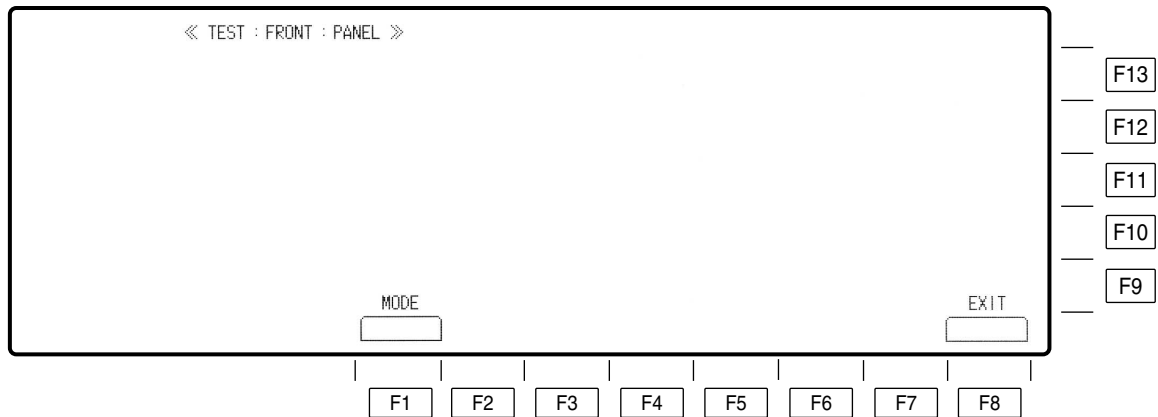 ≪ TEST : FRONT : PANEL ≫
F13
F12
F11
F10
F9
MODE EXIT
F1 F2 F3 F4 F5 F6 F7 F8